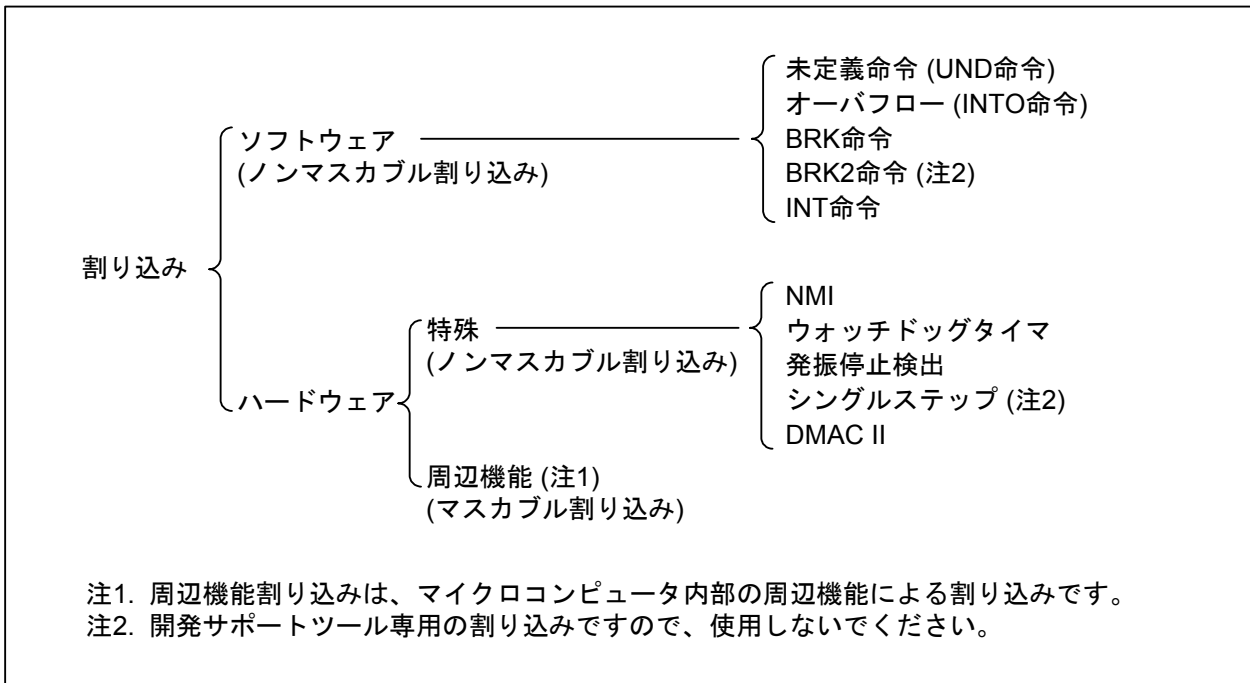 未定義命令 (UND命令)
オーバフロー (INTO命令)
ソフトウェア
BRK命令
(ノンマスカブル割り込み)
BRK2命令 (注2)
INT命令
割り込み
NMI
特殊
ウォッチドッグタイマ
(ノンマスカブル割り込み)
発振停止検出
ハードウェア
シングルステップ (注2)
DMAC II
周辺機能 (注1)
(マスカブル割り込み)
注1. 周辺機能割り込みは、マイクロコンピュータ内部の周辺機能による割り込みです。
注2. 開発サポートツール専用の割り込みですので、使用しないでください。